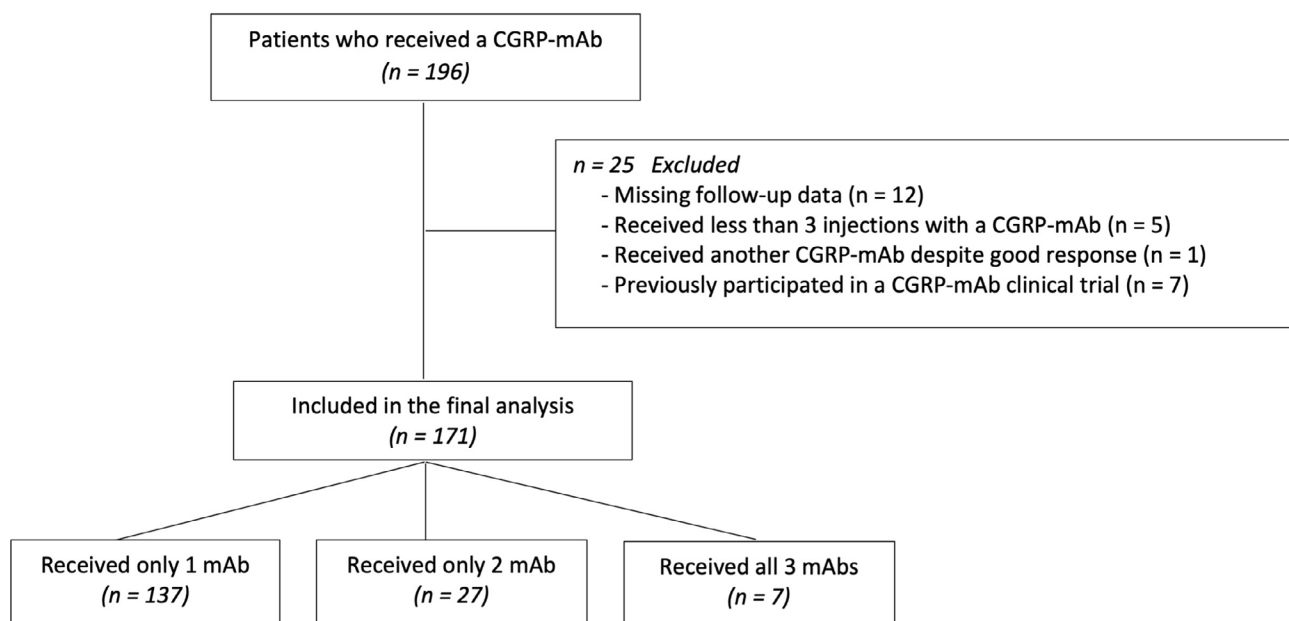 Patients who received a CGRP-mAb
(n = 196)
n = 25 Excluded
- Missing follow-up data (n = 12)
- Received less than 3 injections with a CGRP-mAb (n = 5)
- Received another CGRP-mAb despite good response (n = 1)
- Previously participated in a CGRP-mAb clinical trial (n = 7)
Included in the final analysis
(n = 171)
Received only 1 mAb
(n = 137)
Received only 2 mAb
(n = 27)
Received all 3 mAbs
(n = 7)